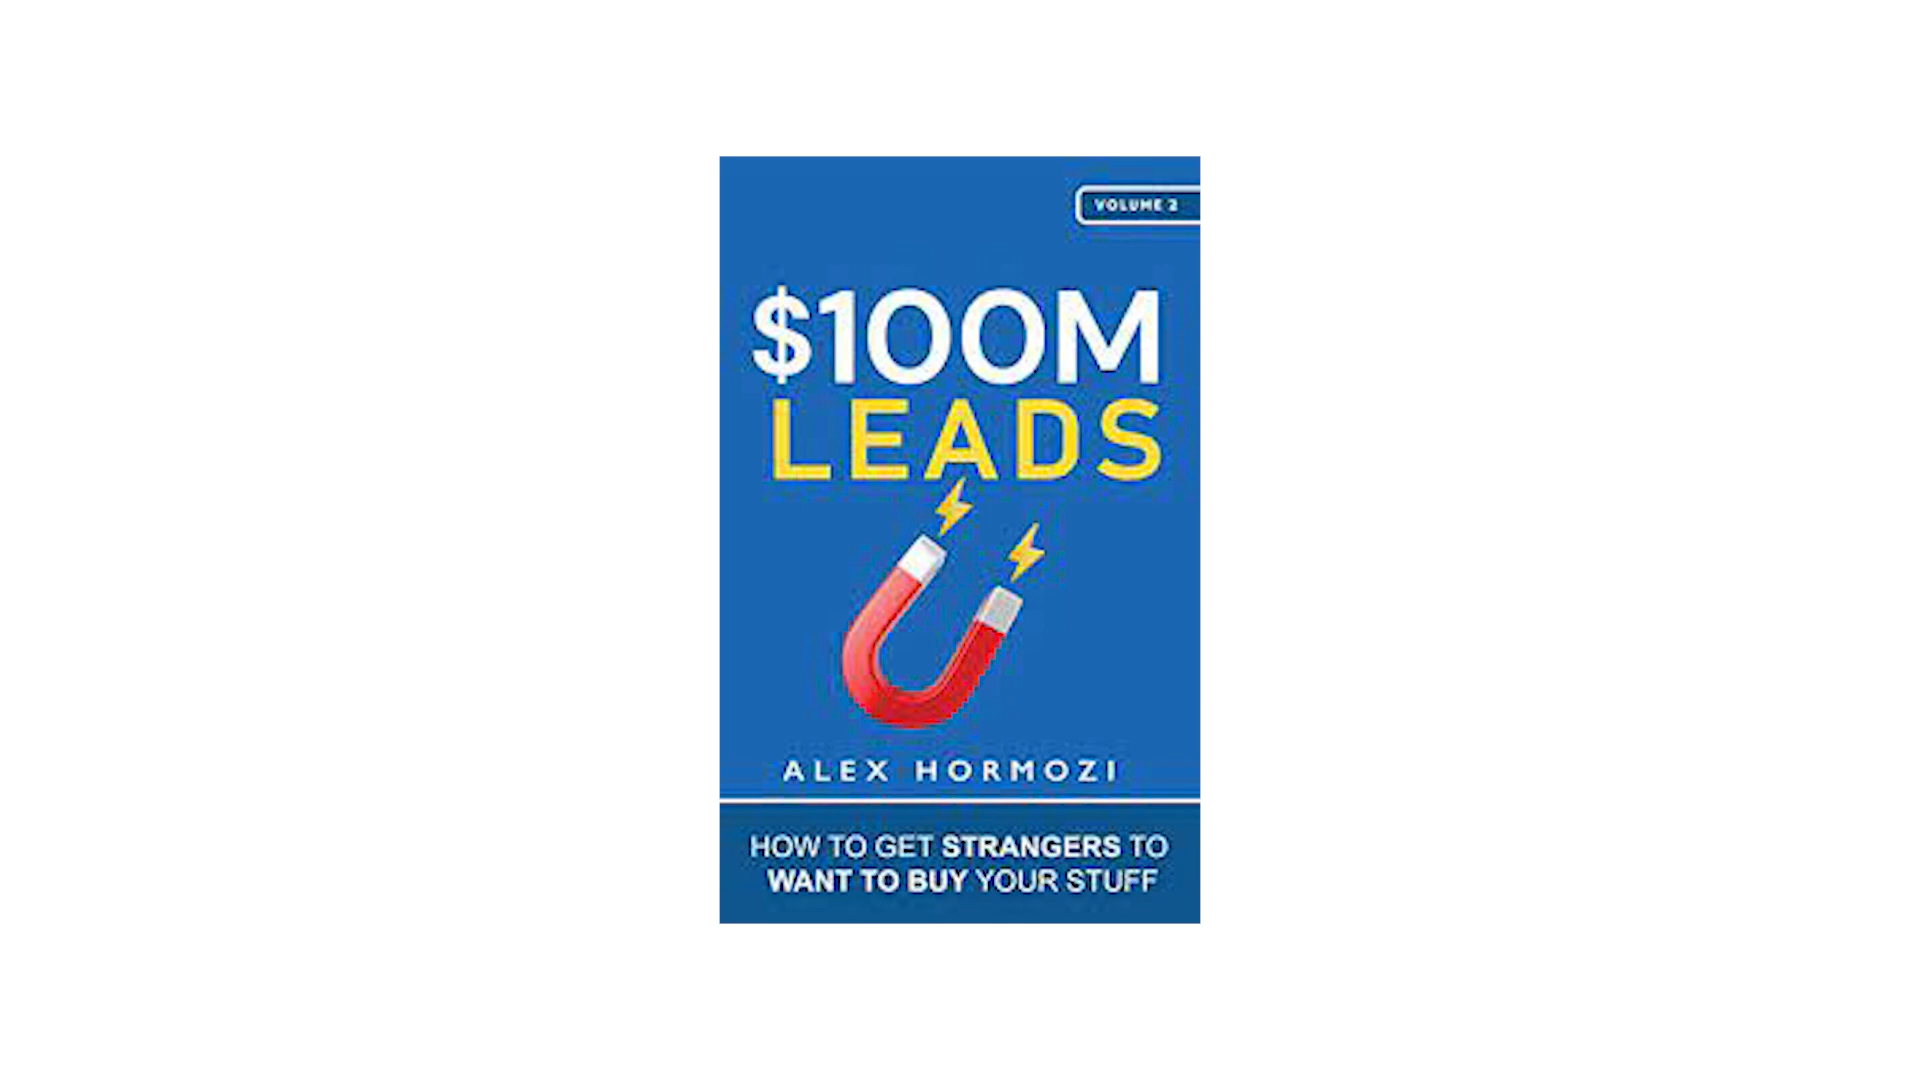 VOLUME 2
$100M
LEADS
ALEX HORMOZI
HOW TO GET STRANGERS TO
WANT TO BUY YOUR STUFF